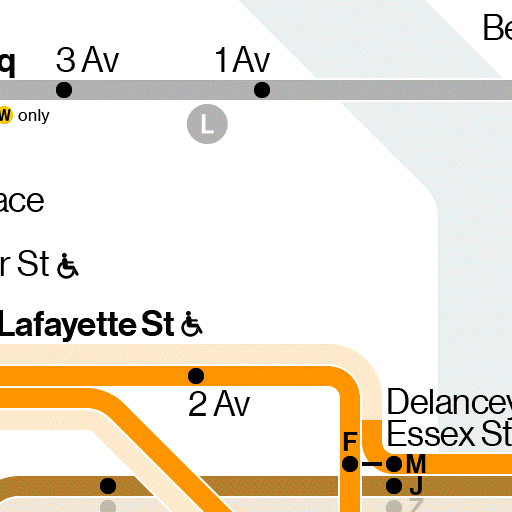 Be
q 3 Av 1 Av
W only
L
ace
r St
Lafayette St
2 Av
Delancey
Essex St
F
M
J
Z